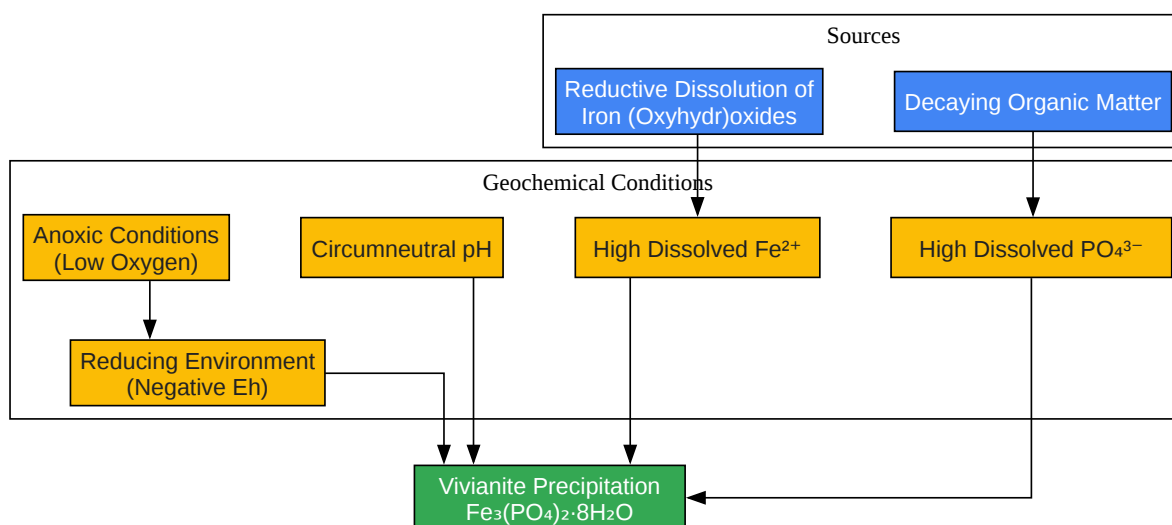 Sources
Reductive Dissolution of
Iron (Oxyhydr)oxides
Decaying Organic Matter
Geochemical Conditions
Anoxic Conditions
(Low Oxygen)
Circumneutral pH
High Dissolved Fe²⁺
High Dissolved PO₄³⁻
Reducing Environment
(Negative Eh)
Vivianite Precipitation
Fe₃(PO₄)₂·8H₂O